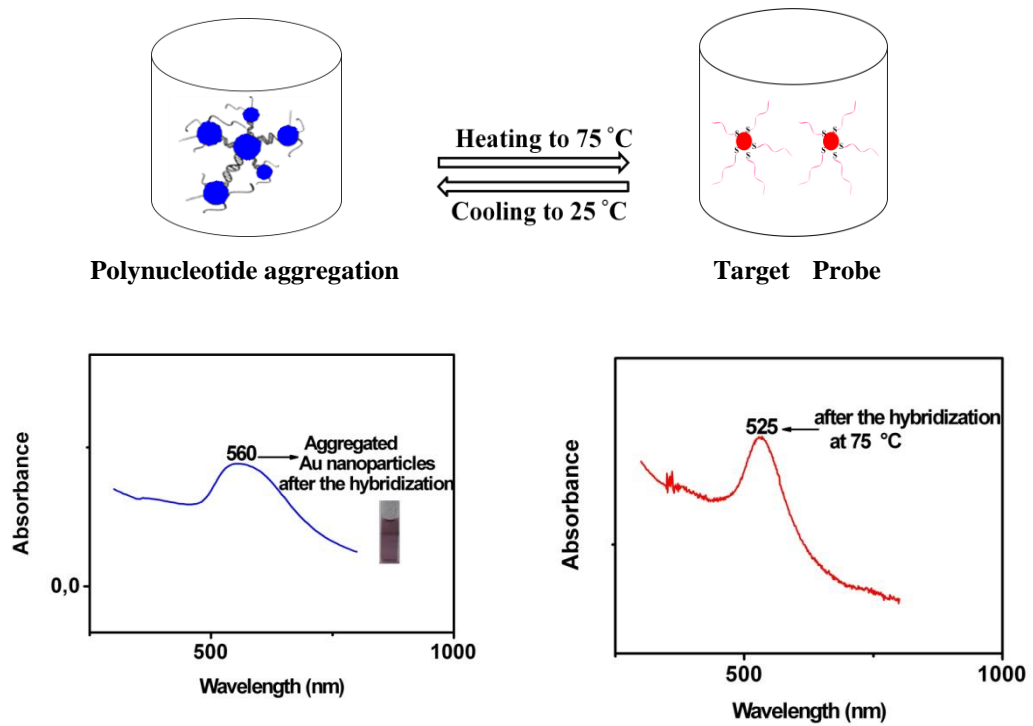 Heating to 75 °C
Cooling to 25 °C
S S
S S
S
S S
S S
S
Polynucleotide aggregation
Target Probe
Absorbance
0,0
560
Aggregated
Au nanoparticles
after the hybridization
500
1000
Wavelength (nm)
Absorbance
525
after the hybridization
at 75 °C
500
1000
Wavelength (nm)